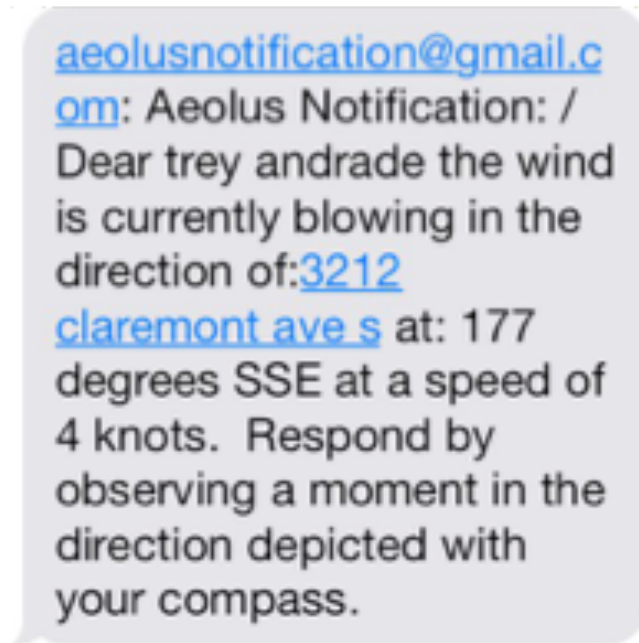 aeolusnotification@gmail.c
om: Aeolus Notification: /
Dear trey andrade the wind
is currently blowing in the
direction of:3212
claremont ave s at: 177
degrees SSE at a speed of
4 knots.  Respond by
observing a moment in the
direction depicted with
your compass.